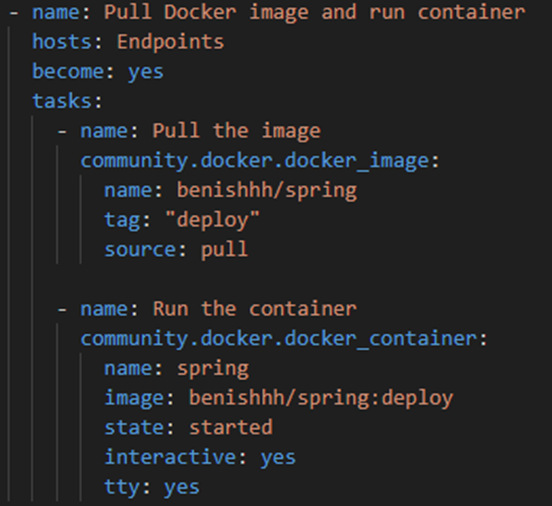 - name: Pull Docker image and run container
  hosts: Endpoints
  become: yes
  tasks:
    - name: Pull the image
      community.docker.docker_image:
        name: benishhh/spring
        tag: "deploy"
        source: pull

    - name: Run the container
      community.docker.docker_container:
        name: spring
        image: benishhh/spring:deploy
        state: started
        interactive: yes
        tty: yes